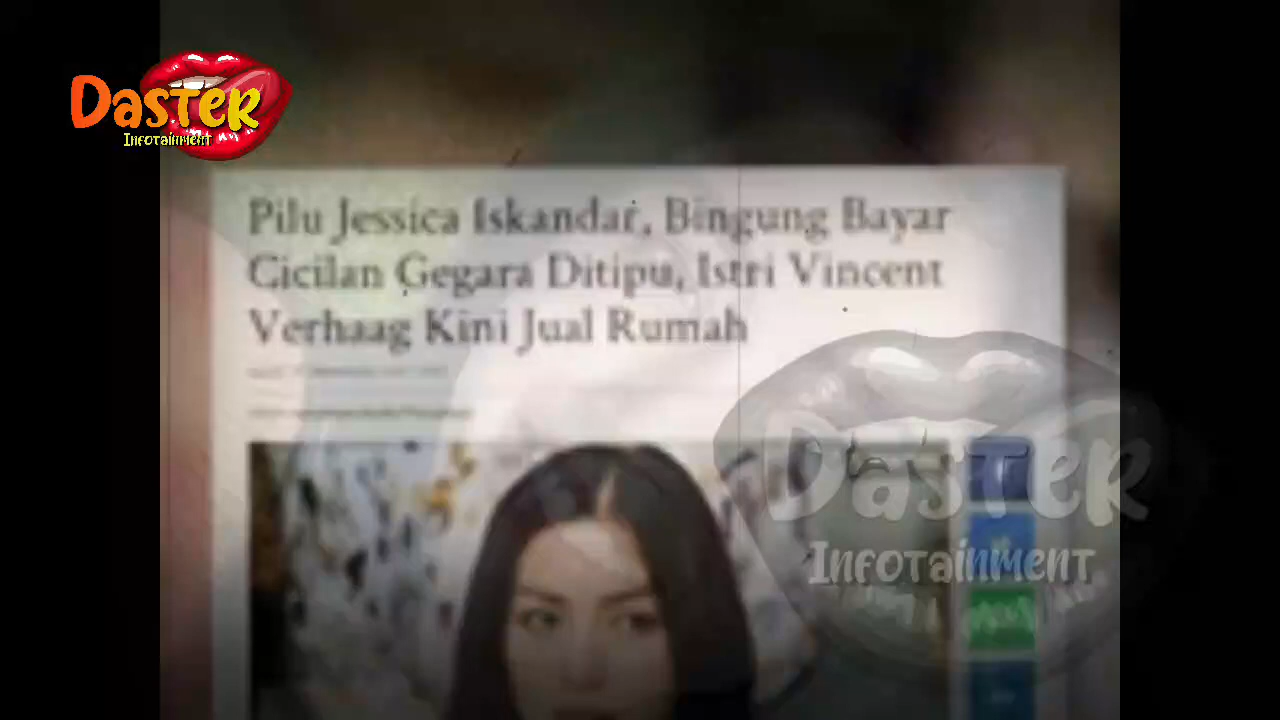 DasTeR
InfoTainment
Pilu Jessica Iskandar, Bingung Bayar
Cicilan Gegara Ditipu, Istri Vincent
Verhaag Kini Jual Rumah
DasTeR
InfoTainment